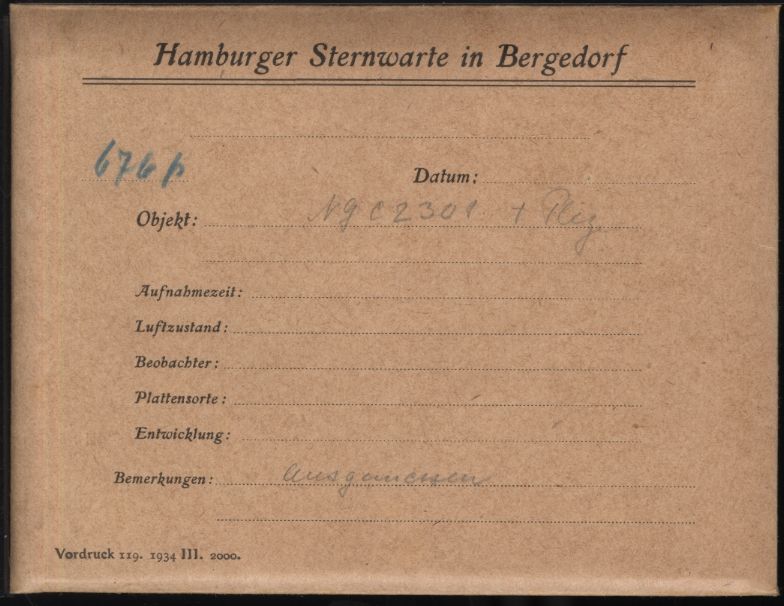 Hamburger Sternwarte in Bergedorf
676 p
Datum:
Objekt: NGC 2301 +
Aufnahmezeit:
Luftzustand:
Beobachter:
Plattensorte:
Entwicklung:
Bemerkungen: ausgemessen
Vordruck 119. 1934 III. 2000.